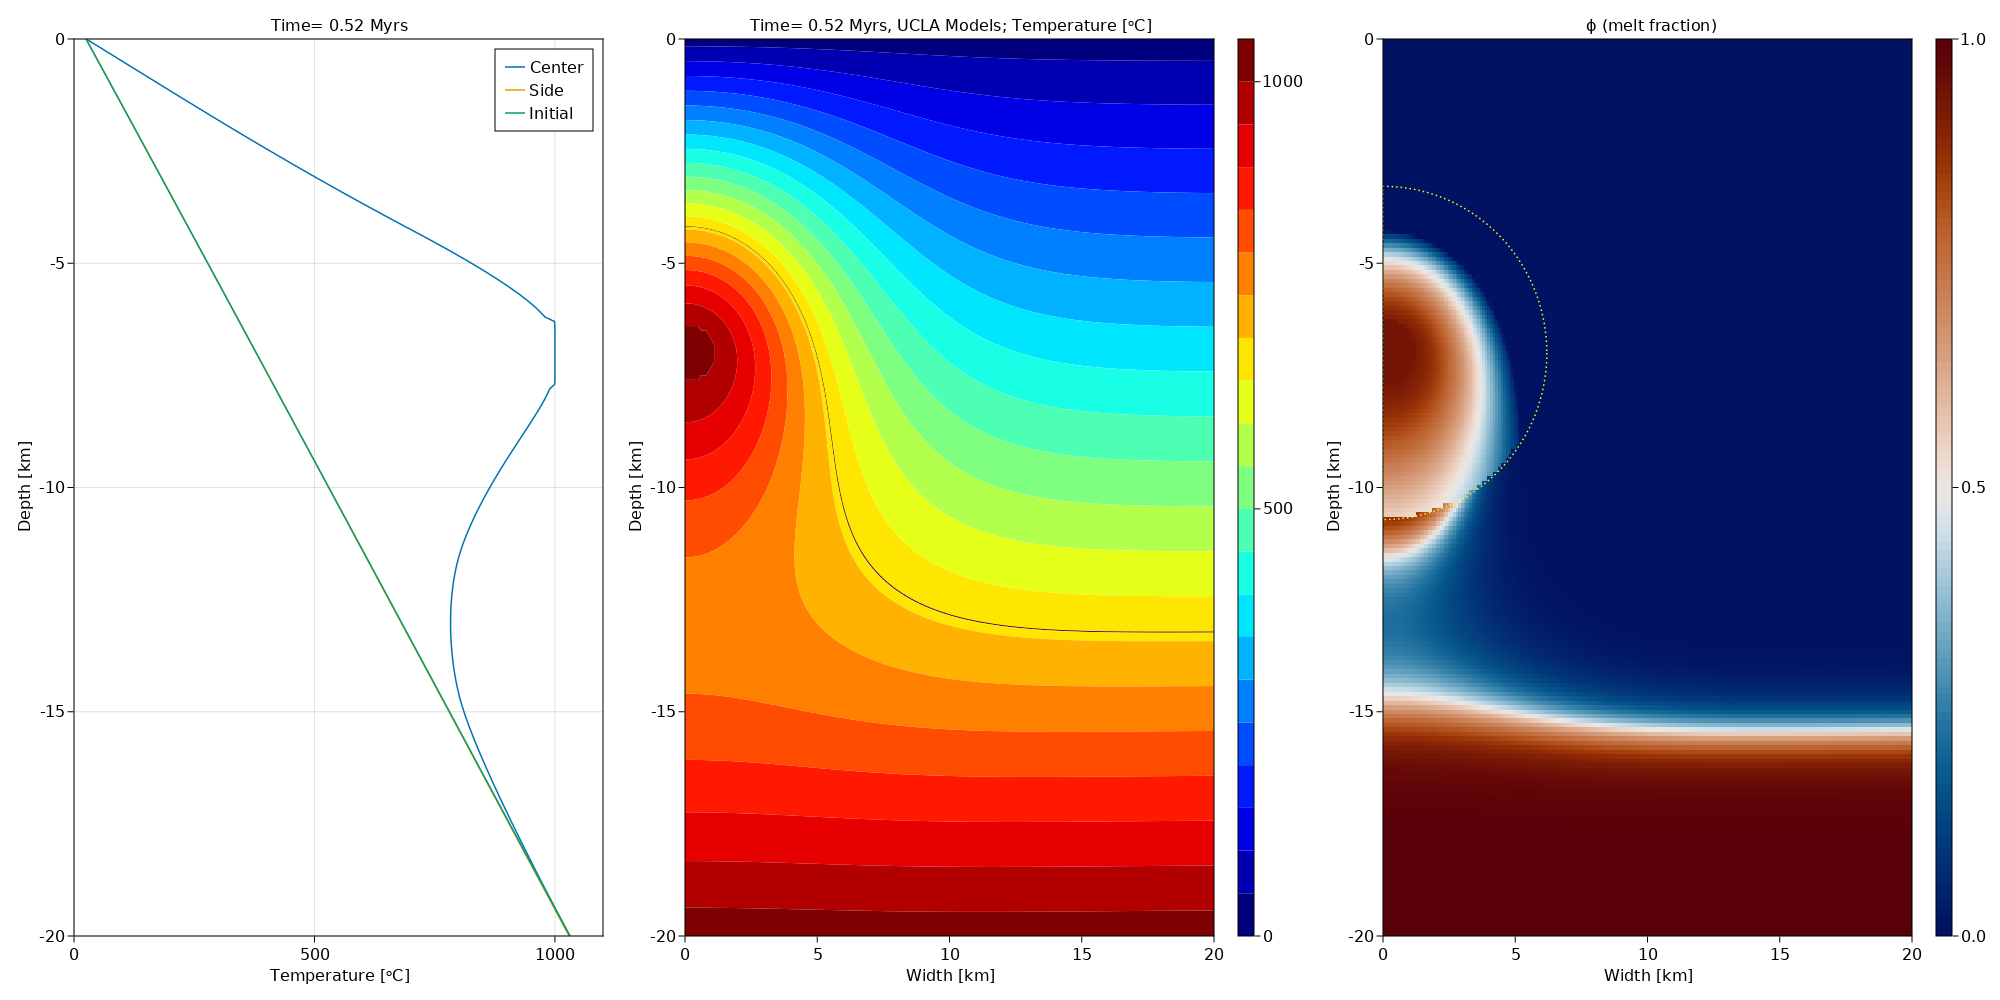 Time= 0.52 Myrs
0
-5
-10
-15
-20
Depth [km]
0
500
1000
Temperature [ᵒC]
Center
Side
Initial
Time= 0.52 Myrs, UCLA Models; Temperature [ᵒC]
0
-5
-10
-15
-20
Depth [km]
0
5
10
15
20
Width [km]
1000
500
0
ϕ (melt fraction)
0
-5
-10
-15
-20
Depth [km]
0
5
10
15
20
Width [km]
1.0
0.5
0.0